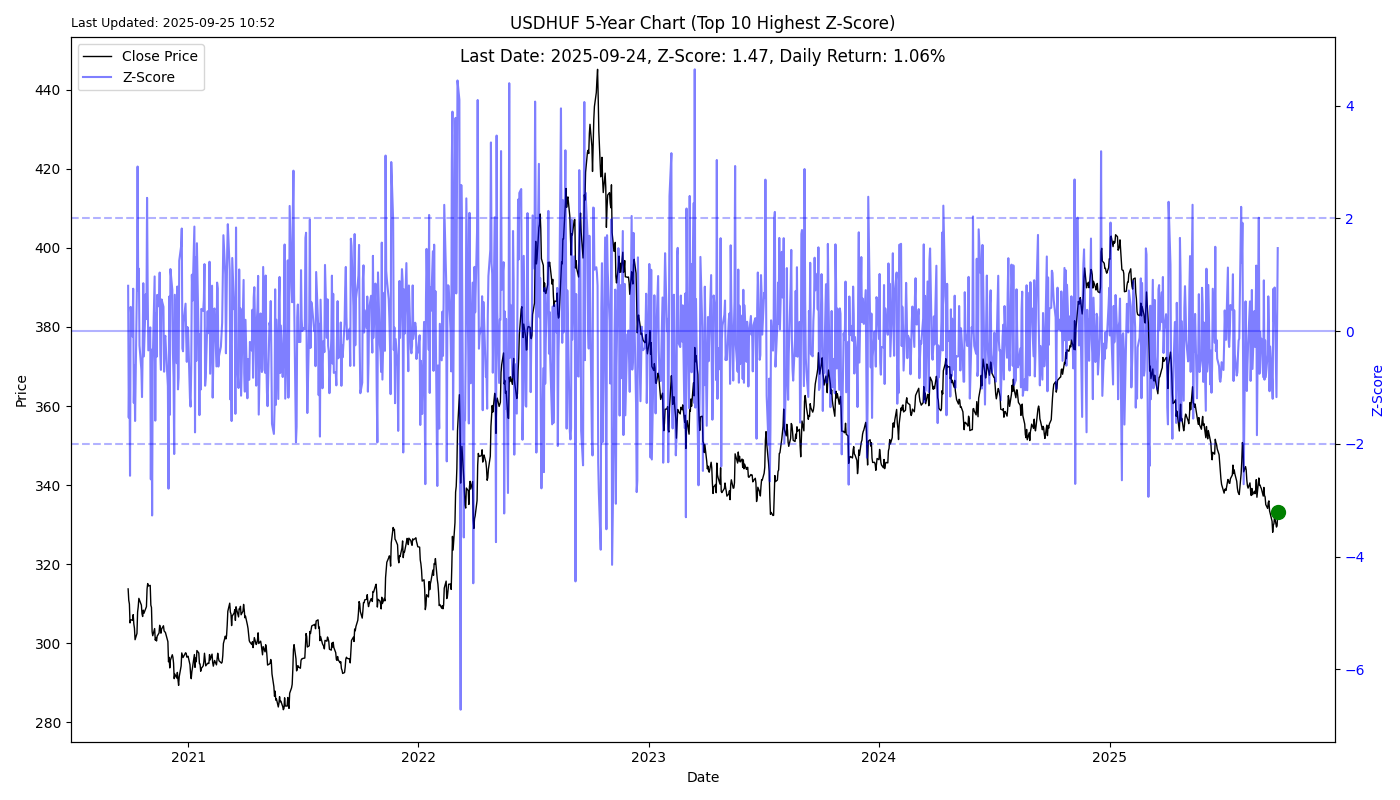 Last Updated: 2025-09-25 10:52
USDHUF 5-Year Chart (Top 10 Highest Z-Score)
Last Date: 2025-09-24, Z-Score: 1.47, Daily Return: 1.06%
Close Price
Z-Score
440
420
400
380
360
340
320
300
280
Price
4
2
0
−2
−4
−6
Z-Score
2021
2022
2023
2024
2025
Date